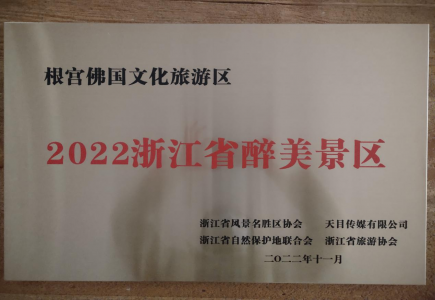 根宫佛国文化旅游区
2022浙江省醉美景区
浙江省风景名胜区协会 天目传媒有限公司
浙江省自然保护地联合会 浙江省旅游协会
二〇二二年十一月